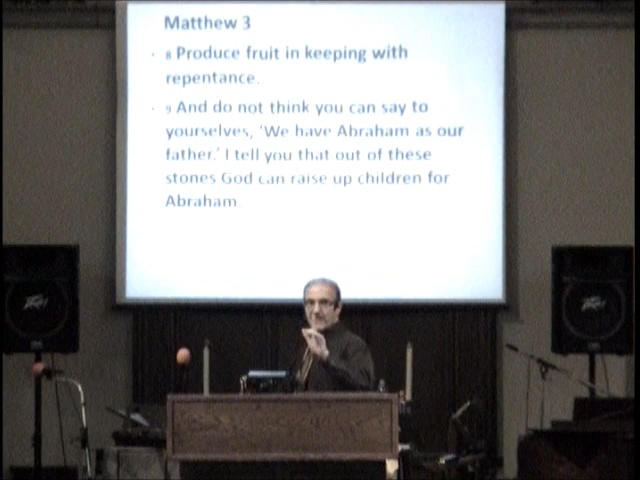 Matthew 3
8 Produce fruit in keeping with
repentance.
9 And do not think you can say to
yourselves, 'We have Abraham as our
father.' I tell you that out of these
stones God can raise up children for
Abraham.